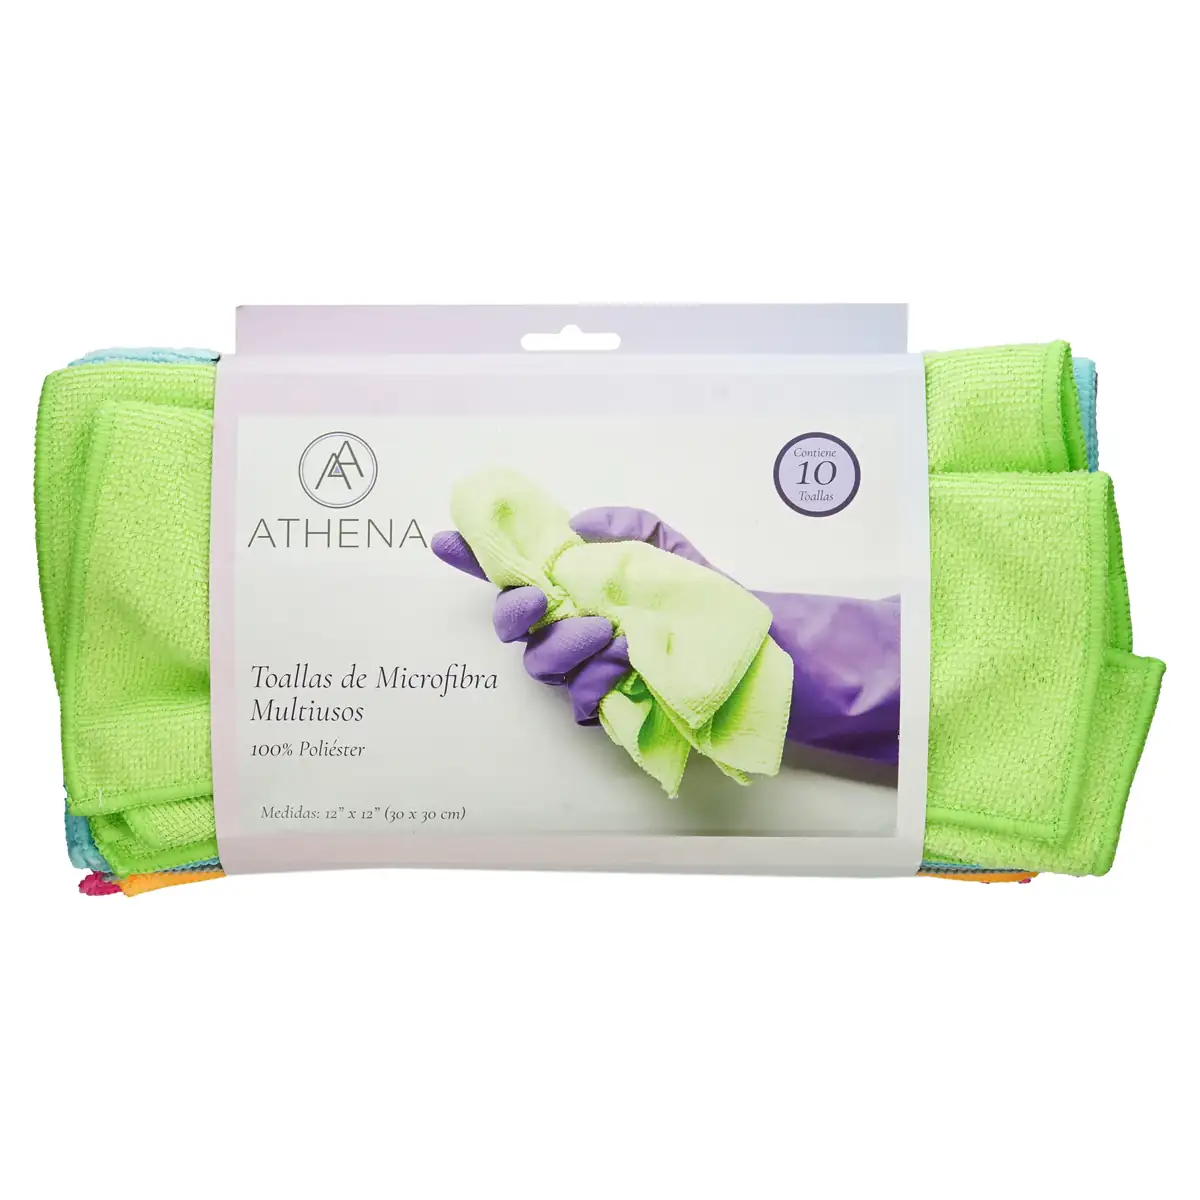 ATHENA
Contiene
10
Toallas
Toallas de Microfibra
Multiusos
100% Poliéster
Medidas: 12" x 12" (30 x 30 cm)